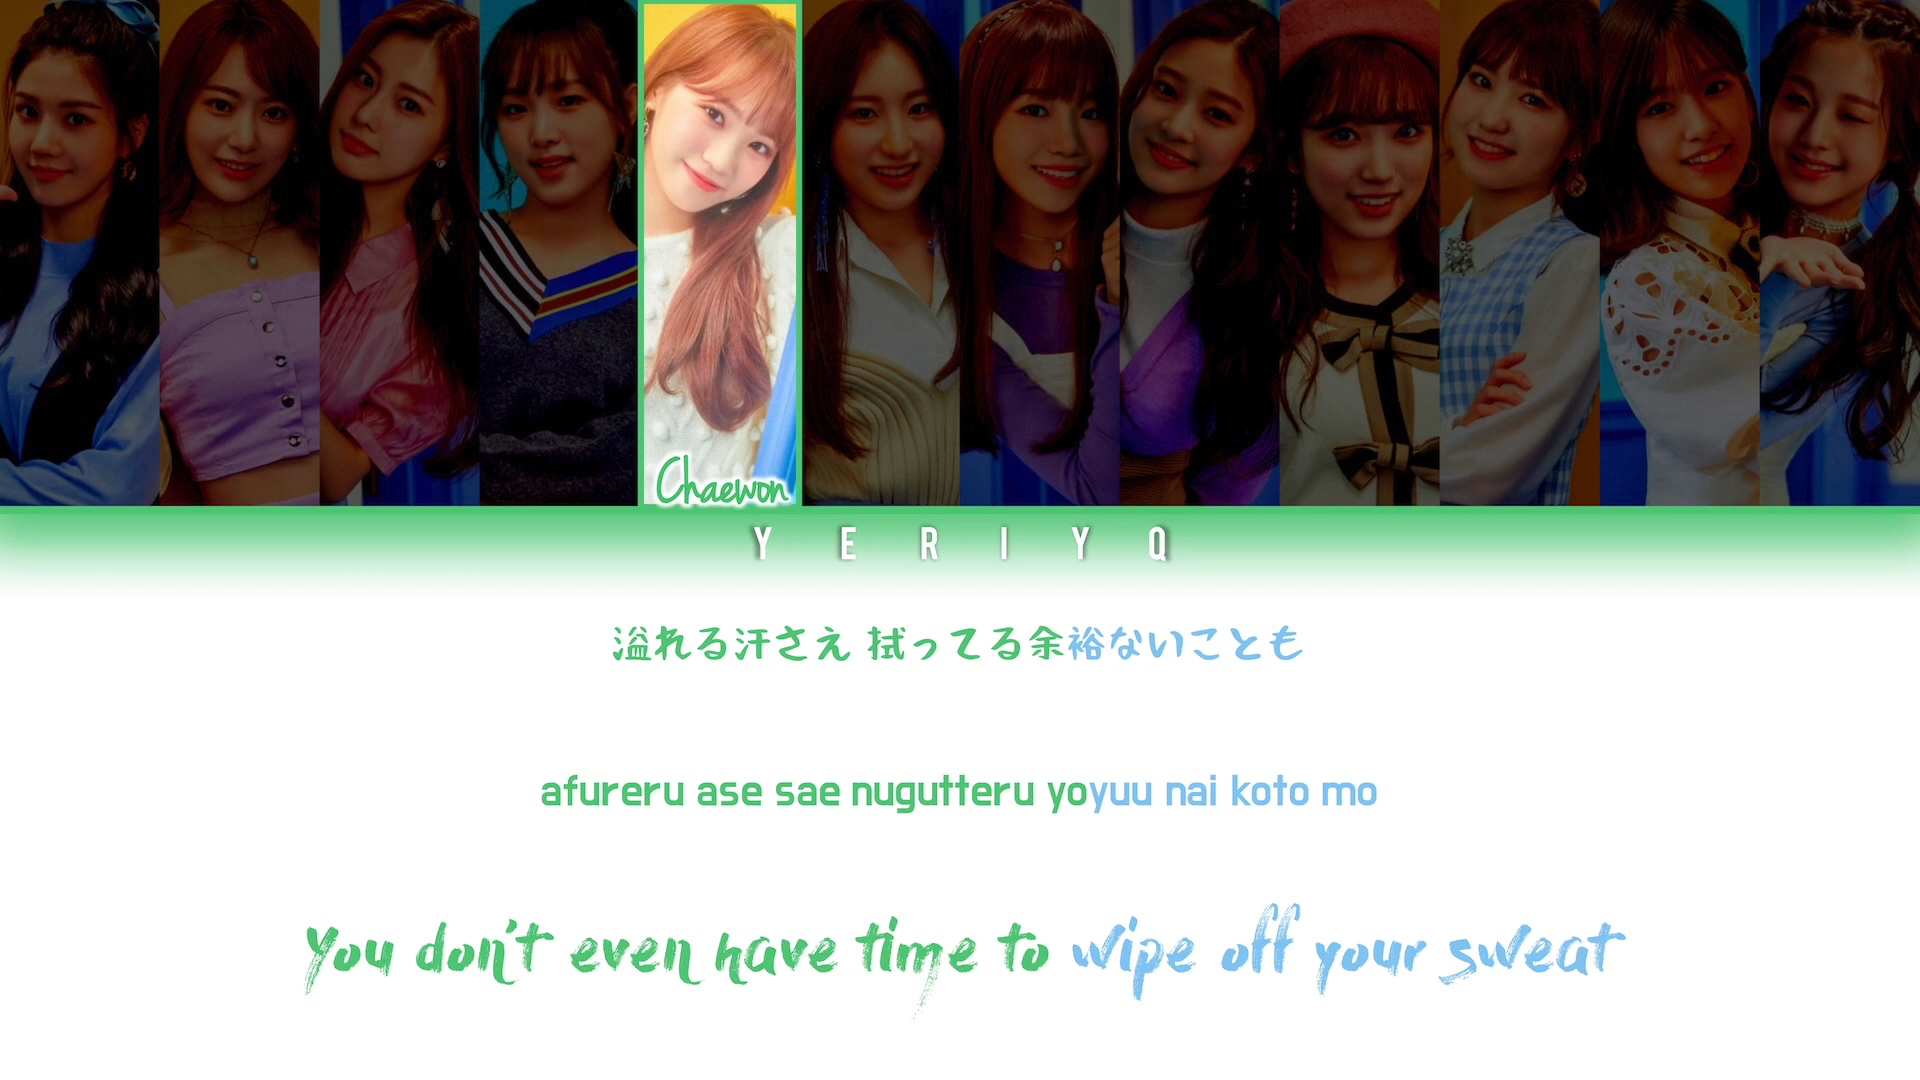 Chaewon
YERIYQ
溢れる汗さえ 拭ってる余裕ないことも
afureru ase sae nugutteru yoyuu nai koto mo
You don't even have time to wipe off your sweat